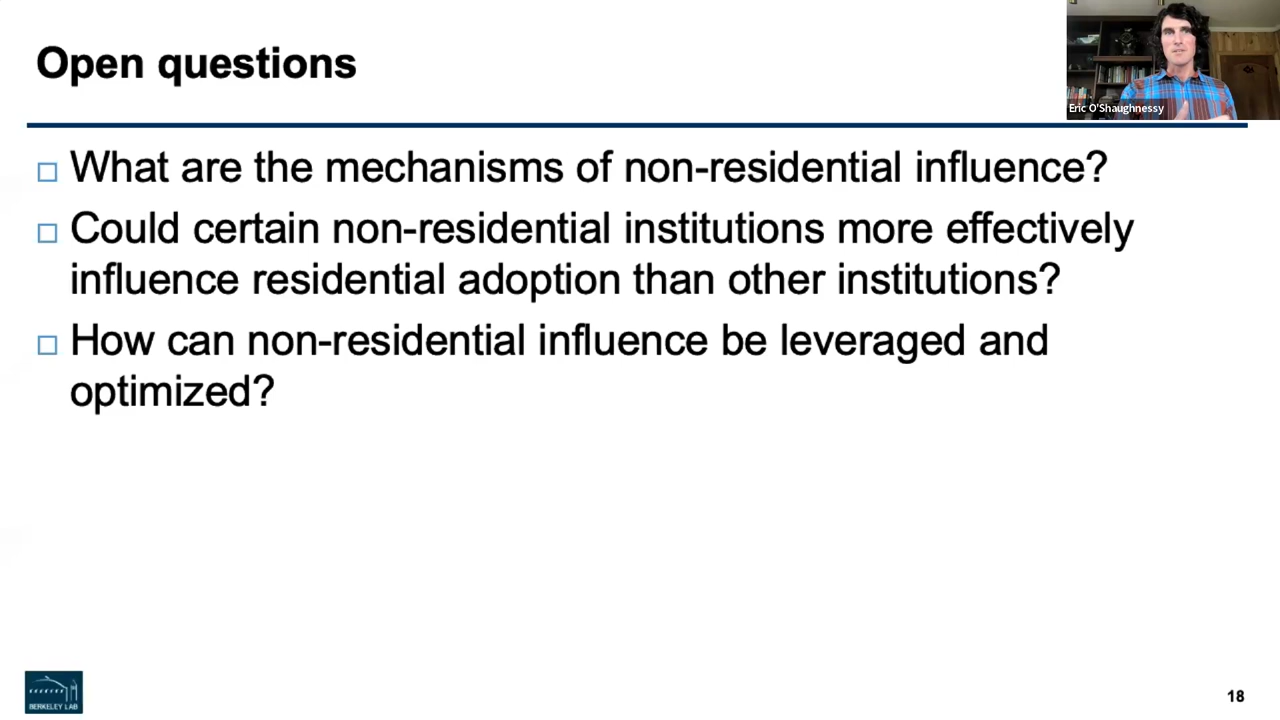 Open questions
Eric O'Shaughnessy
What are the mechanisms of non-residential influence?
Could certain non-residential institutions more effectively
influence residential adoption than other institutions?
How can non-residential influence be leveraged and
optimized?
BERKELEY LAB
18